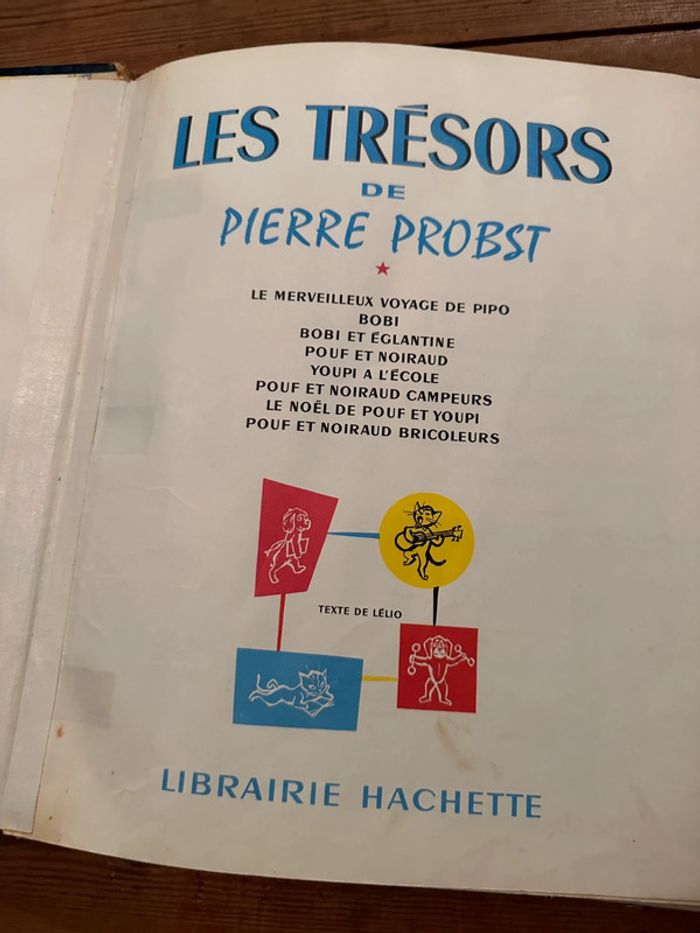 LES TRÉSORS
DE
PIERRE PROBST
LE MERVEILLEUX VOYAGE DE PIPO
BOBI
BOBI ET ÉGLANTINE
POUF ET NOIRAUD
YOUPI A L'ÉCOLE
POUF ET NOIRAUD CAMPEURS
LE NOËL DE POUF ET YOUPI
POUF ET NOIRAUD BRICOLEURS
TEXTE DE LÉLIO
LIBRAIRIE HACHETTE